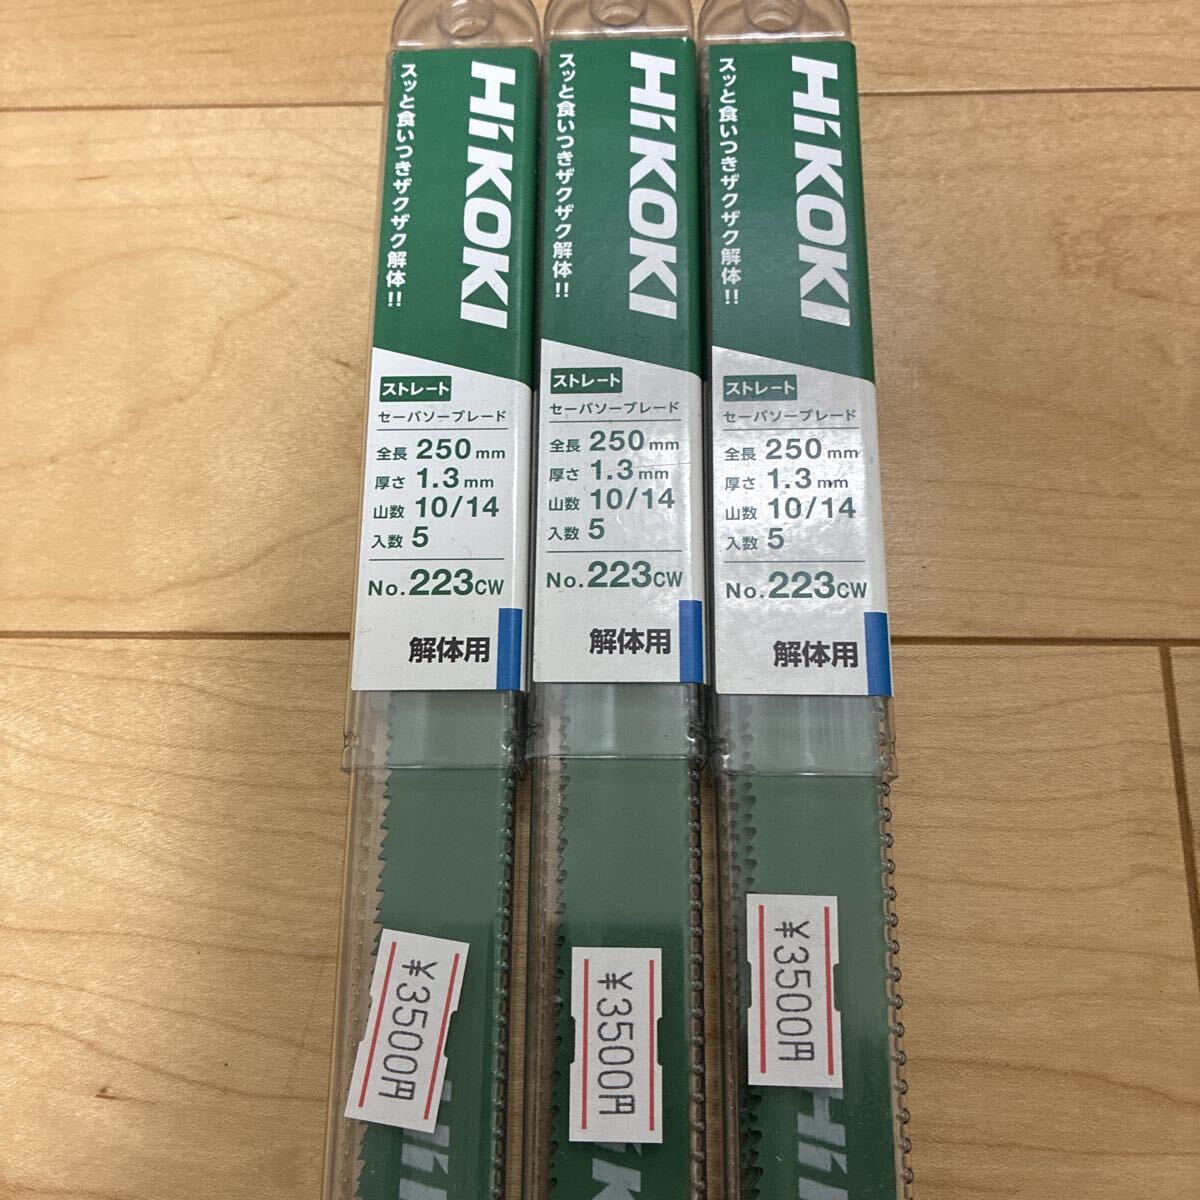 HiKOKI
スッと食いつきザクザク解体!!
ストレート
セーバソーブレード
全長 250 mm
厚さ 1.3 mm
山数 10/14
入数 5
No.223CW
解体用
¥3500円
HiKOKI
スッと食いつきザクザク解体!!
ストレート
セーバソーブレード
全長 250 mm
厚さ 1.3 mm
山数 10/14
入数 5
No.223CW
解体用
¥3500円
HiKOKI
スッと食いつきザクザク解体!!
ストレート
セーバソーブレード
全長 250 mm
厚さ 1.3 mm
山数 10/14
入数 5
No.223CW
解体用
¥3500円